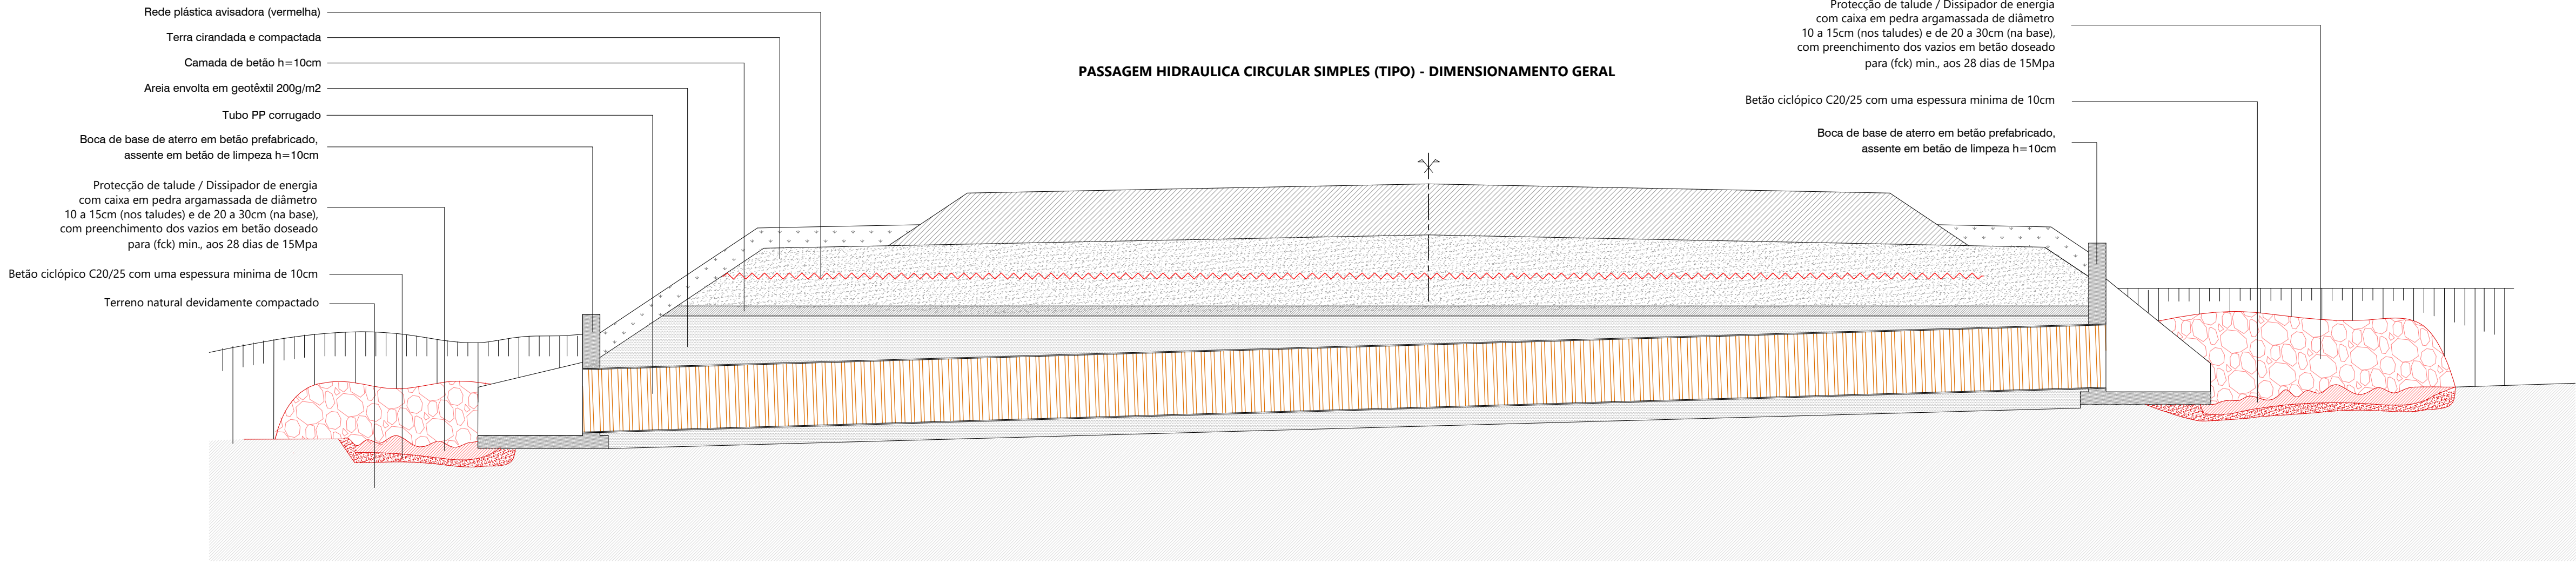 Rede plástica avisadora (vermelha)
Terra cirandada e compactada
Camada de betão h=10cm
Areia envolta em geotêxtil 200g/m2
Tubo PP corrugado
Boca de base de aterro em betão prefabricado,
assente em betão de limpeza h=10cm
Protecção de talude / Dissipador de energia
com caixa em pedra argamassada de diâmetro
10 a 15cm (nos taludes) e de 20 a 30cm (na base),
com preenchimento dos vazios em betão doseado
para (fck) min., aos 28 dias de 15Mpa
Betão ciclópico C20/25 com uma espessura minima de 10cm
Terreno natural devidamente compactado
PASSAGEM HIDRAULICA CIRCULAR SIMPLES (TIPO) - DIMENSIONAMENTO GERAL
Protecção de talude / Dissipador de energia
com caixa em pedra argamassada de diâmetro
10 a 15cm (nos taludes) e de 20 a 30cm (na base),
com preenchimento dos vazios em betão doseado
para (fck) min., aos 28 dias de 15Mpa
Betão ciclópico C20/25 com uma espessura minima de 10cm
Boca de base de aterro em betão prefabricado,
assente em betão de limpeza h=10cm